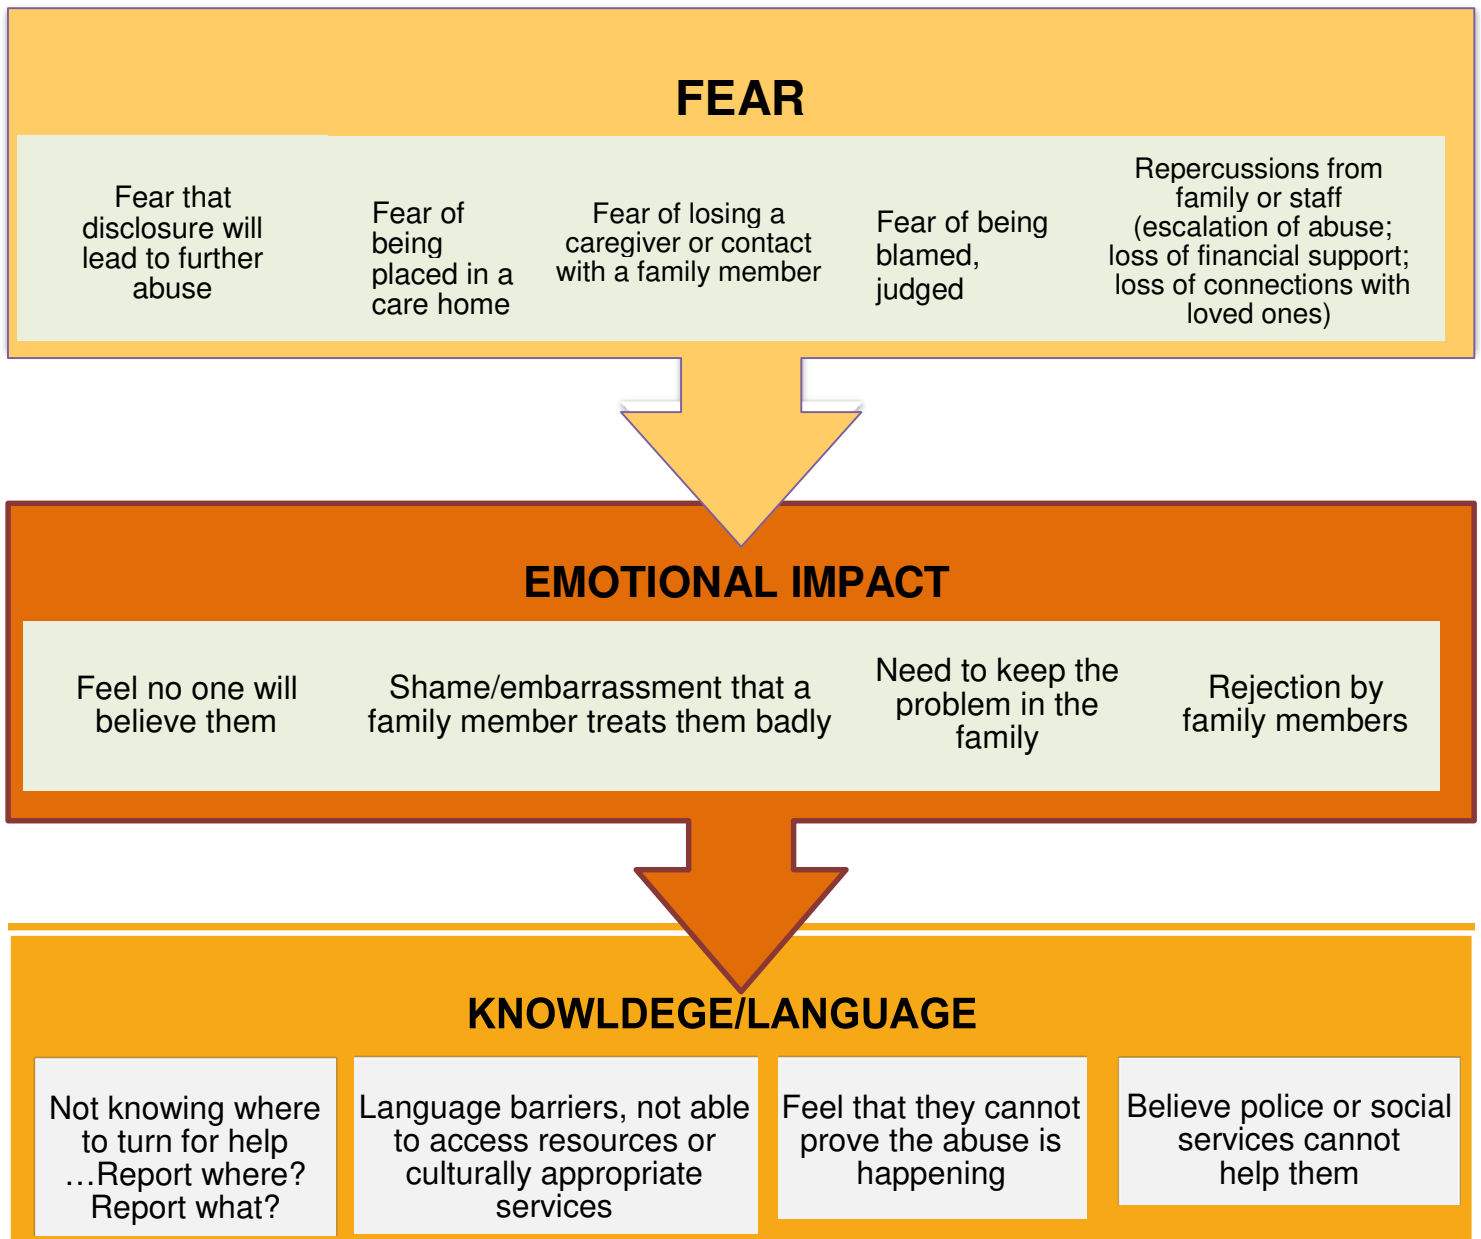 FEAR
Fear that
disclosure will
lead to further
abuse
Fear of
being
placed in a
care home
Fear of losing a
caregiver or contact
with a family member
Fear of being
blamed,
judged
Repercussions from
family or staff
(escalation of abuse;
loss of financial support;
loss of connections with
loved ones)
EMOTIONAL IMPACT
Feel no one will
believe them
Shame/embarrassment that a
family member treats them badly
Need to keep the
problem in the
family
Rejection by
family members
KNOWLDEGE/LANGUAGE
Not knowing where
to turn for help
…Report where?
Report what?
Language barriers, not able
to access resources or
culturally appropriate
services
Feel that they cannot
prove the abuse is
happening
Believe police or social
services cannot
help them